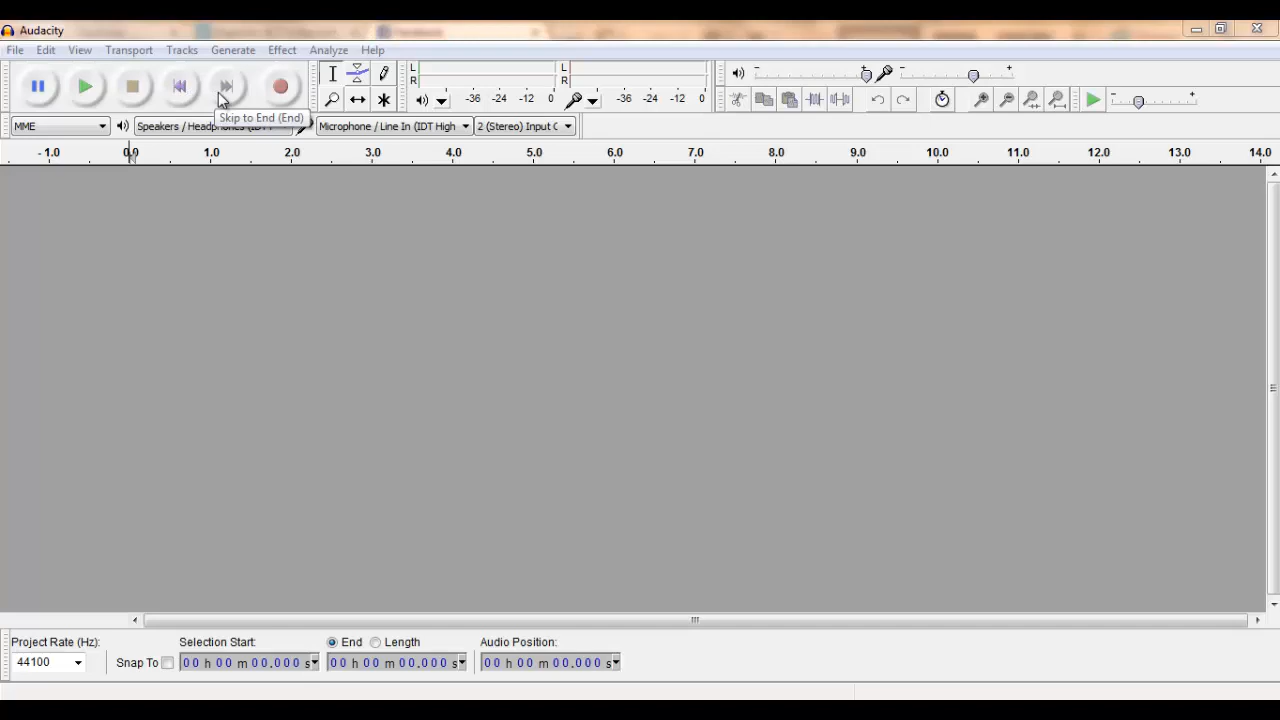 Audacity
File Edit View Transport Tracks Generate Effect Analyze Help
L R -36 -24 -12 0 L R -36 -24 -12 0
- + - +
Skip to End (End)
- +
MME Speakers / Headphones (IDT Microphone / Line In (IDT High 2 (Stereo) Input C
- 1.0 0.0 1.0 2.0 3.0 4.0 5.0 6.0 7.0 8.0 9.0 10.0 11.0 12.0 13.0 14.0
Project Rate (Hz): Selection Start: End Length Audio Position:
44100 Snap To 00 h 00 m 00.000 s 00 h 00 m 00.000 s 00 h 00 m 00.000 s